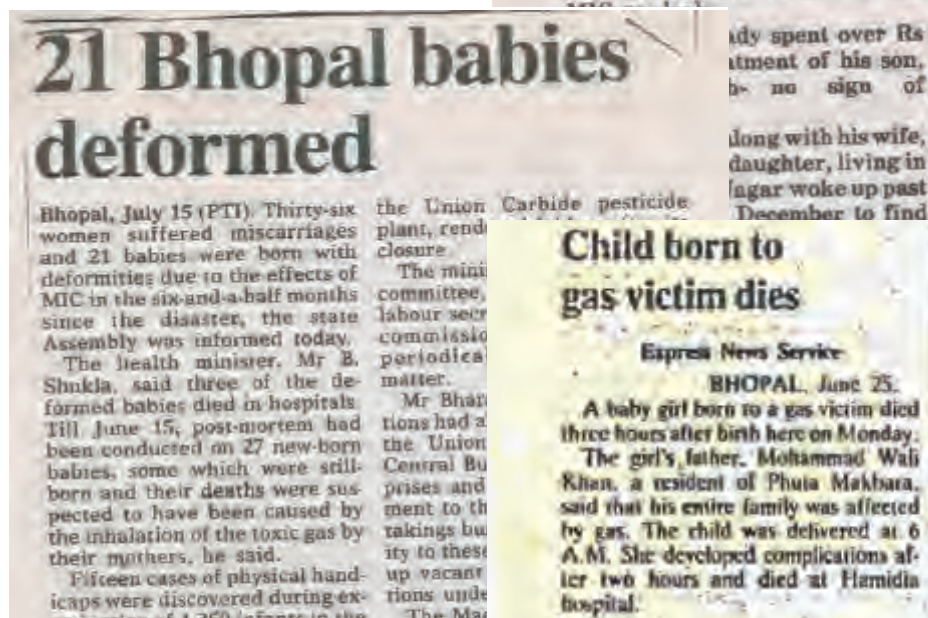 21 Bhopal babies
deformed
Bhopal, July 15 (PTI). Thirty-six
women suffered miscarriages
and 21 babies were born with
deformities due to the effects of
MIC in the six-and-a-half months
since the disaster, the state
Assembly was informed today.
The health minister, Mr B.
Shukla, said three of the de-
formed babies died in hospitals
Till June 15, post-mortem had
been conducted on 27 new-born
babies, some which were still-
born and their deaths were sus-
pected to have been caused by
the inhalation of the toxic gas by
their mothers, he said.
Fifteen cases of physical hand-
icaps were discovered during ex-
the Union Carbide pesticide
plant, rend
closure
The mini
committee,
labour secr
commissio
periodica
matter.
Mr Bhar
tions had a
the Union
Central Bu
prises and
ment to th
takings bu
ity to these
up vacant
tions unde
The Ma
ady spent over Rs
atment of his son,
no sign of
along with his wife,
daughter, living in
Nagar woke up past
December to find
Child born to
gas victim dies
Express News Service
BHOPAL, June 25.
A baby girl born to a gas victim died
three hours after birth here on Monday.
The girl's father, Mohammad Wali
Khan, a resident of Phuta Makbara,
said that his entire family was affected
by gas. The child was delivered at 6
A.M. She developed complications af-
ter two hours and died at Hamidia
hospital.